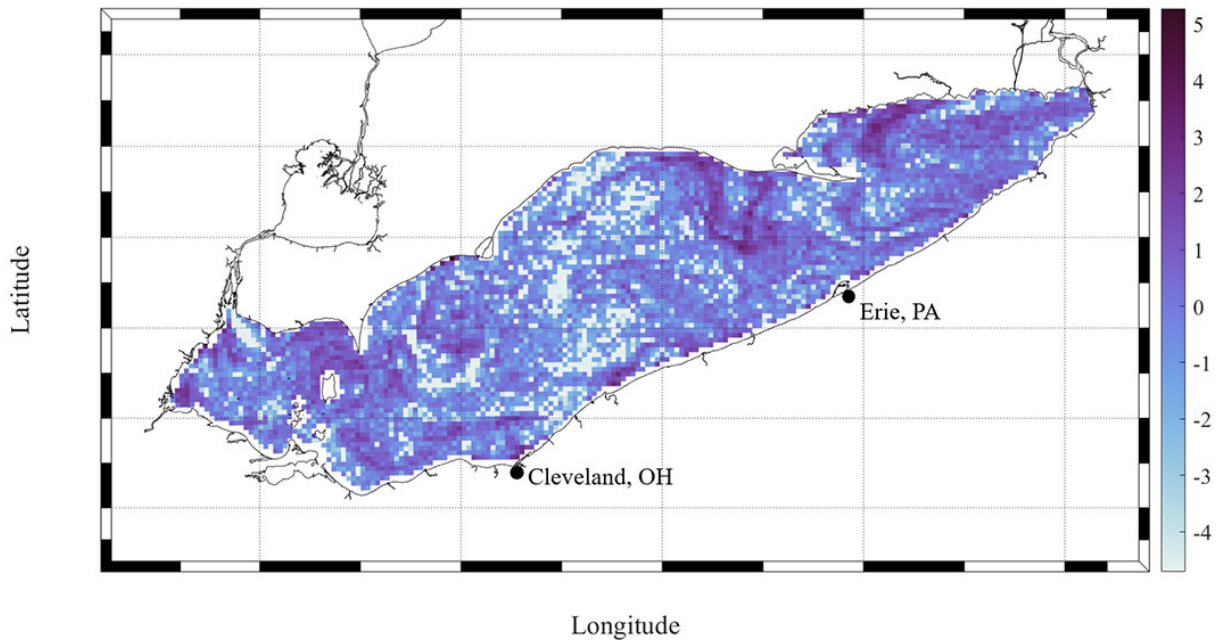 5
4
3
2
1
0
-1
-2
-3
-4
Latitude
Erie, PA
Cleveland, OH
Longitude